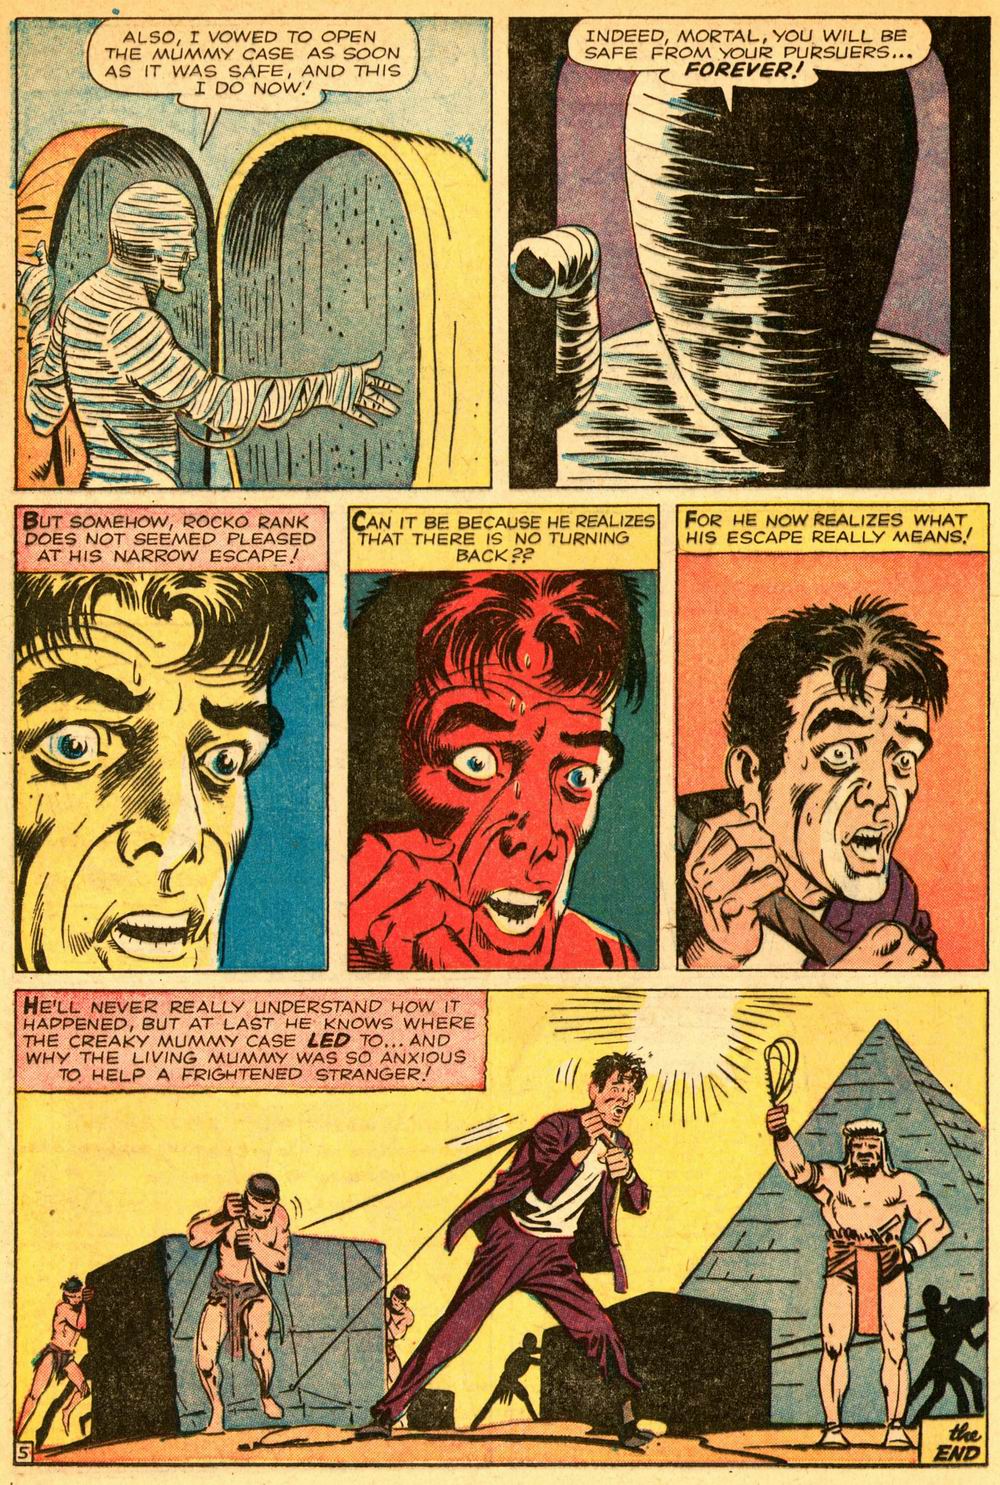 ALSO, I VOWED TO OPEN
THE MUMMY CASE AS SOON
AS IT WAS SAFE, AND THIS
I DO NOW!
INDEED, MORTAL, YOU WILL BE
SAFE FROM YOUR PURSUERS...
FOREVER!
BUT SOMEHOW, ROCKO RANK
DOES NOT SEEMED PLEASED
AT HIS NARROW ESCAPE!
CAN IT BE BECAUSE HE REALIZES
THAT THERE IS NO TURNING
BACK??
FOR HE NOW REALIZES WHAT
HIS ESCAPE REALLY MEANS!
HE'LL NEVER REALLY UNDERSTAND HOW IT
HAPPENED, BUT AT LAST HE KNOWS WHERE
THE CREAKY MUMMY CASE LED TO... AND
WHY THE LIVING MUMMY WAS SO ANXIOUS
TO HELP A FRIGHTENED STRANGER!
5
the
END